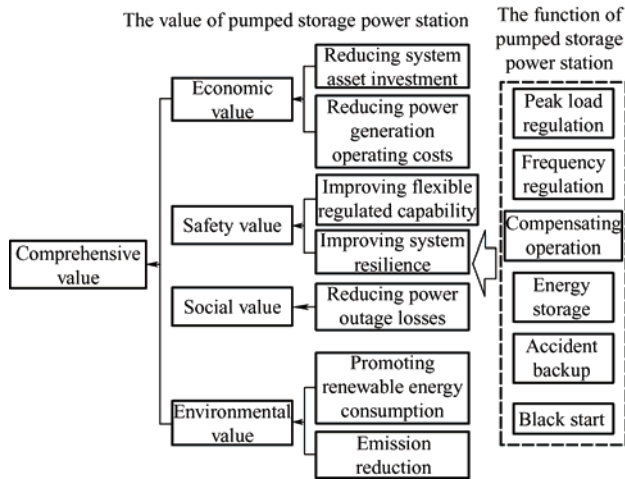 The value of pumped storage power station
The function of
pumped storage
power station
Comprehensive
value
Economic
value
Safety value
Social value
Environmental
value
Reducing system
asset investment
Reducing power
generation
operating costs
Improving flexible
regulated capability
Improving system
resilience
Reducing power
outage losses
Promoting
renewable energy
consumption
Emission
reduction
Peak load
regulation
Frequency
regulation
Compensating
operation
Energy
storage
Accident
backup
Black start